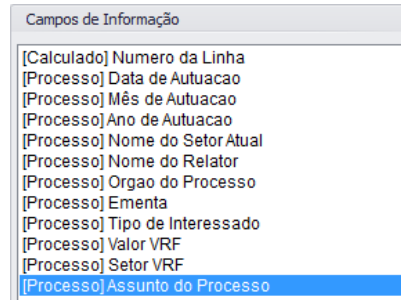 Campos de Informação
[Calculado] Numero da Linha
[Processo] Data de Autuacao
[Processo] Mês de Autuacao
[Processo] Ano de Autuacao
[Processo] Nome do Setor Atual
[Processo] Nome do Relator
[Processo] Orgao do Processo
[Processo] Ementa
[Processo] Tipo de Interessado
[Processo] Valor VRF
[Processo] Setor VRF
[Processo] Assunto do Processo